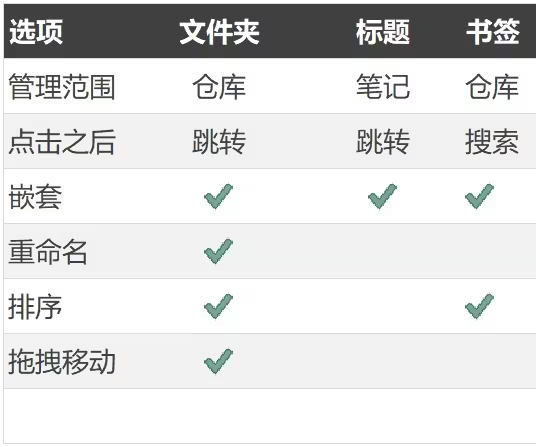 选项 文件夹 标题 书签
管理范围 仓库 笔记 仓库
点击之后 跳转 跳转 搜索
嵌套 ✔ ✔ ✔
重命名 ✔
排序 ✔ ✔
拖拽移动 ✔